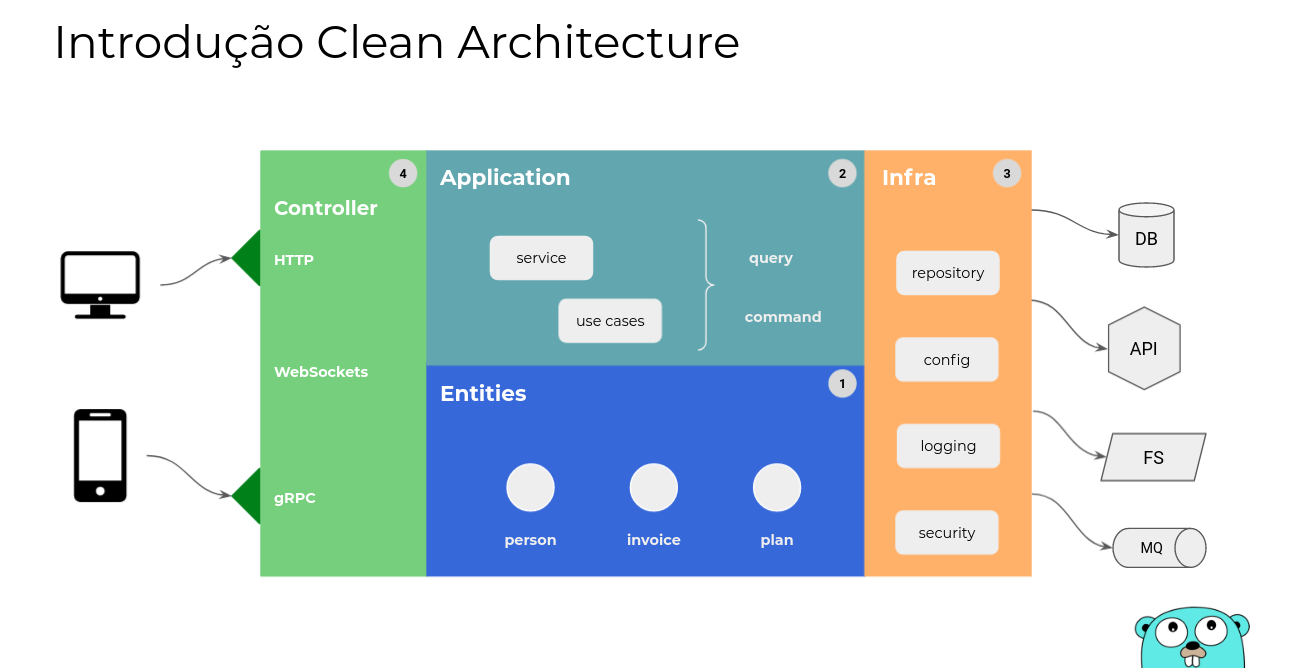 Introdução Clean Architecture
4
Controller
HTTP
WebSockets
gRPC
Application
2
service
use cases
query
command
Entities
1
person
invoice
plan
Infra
3
repository
config
logging
security
DB
API
FS
MQ